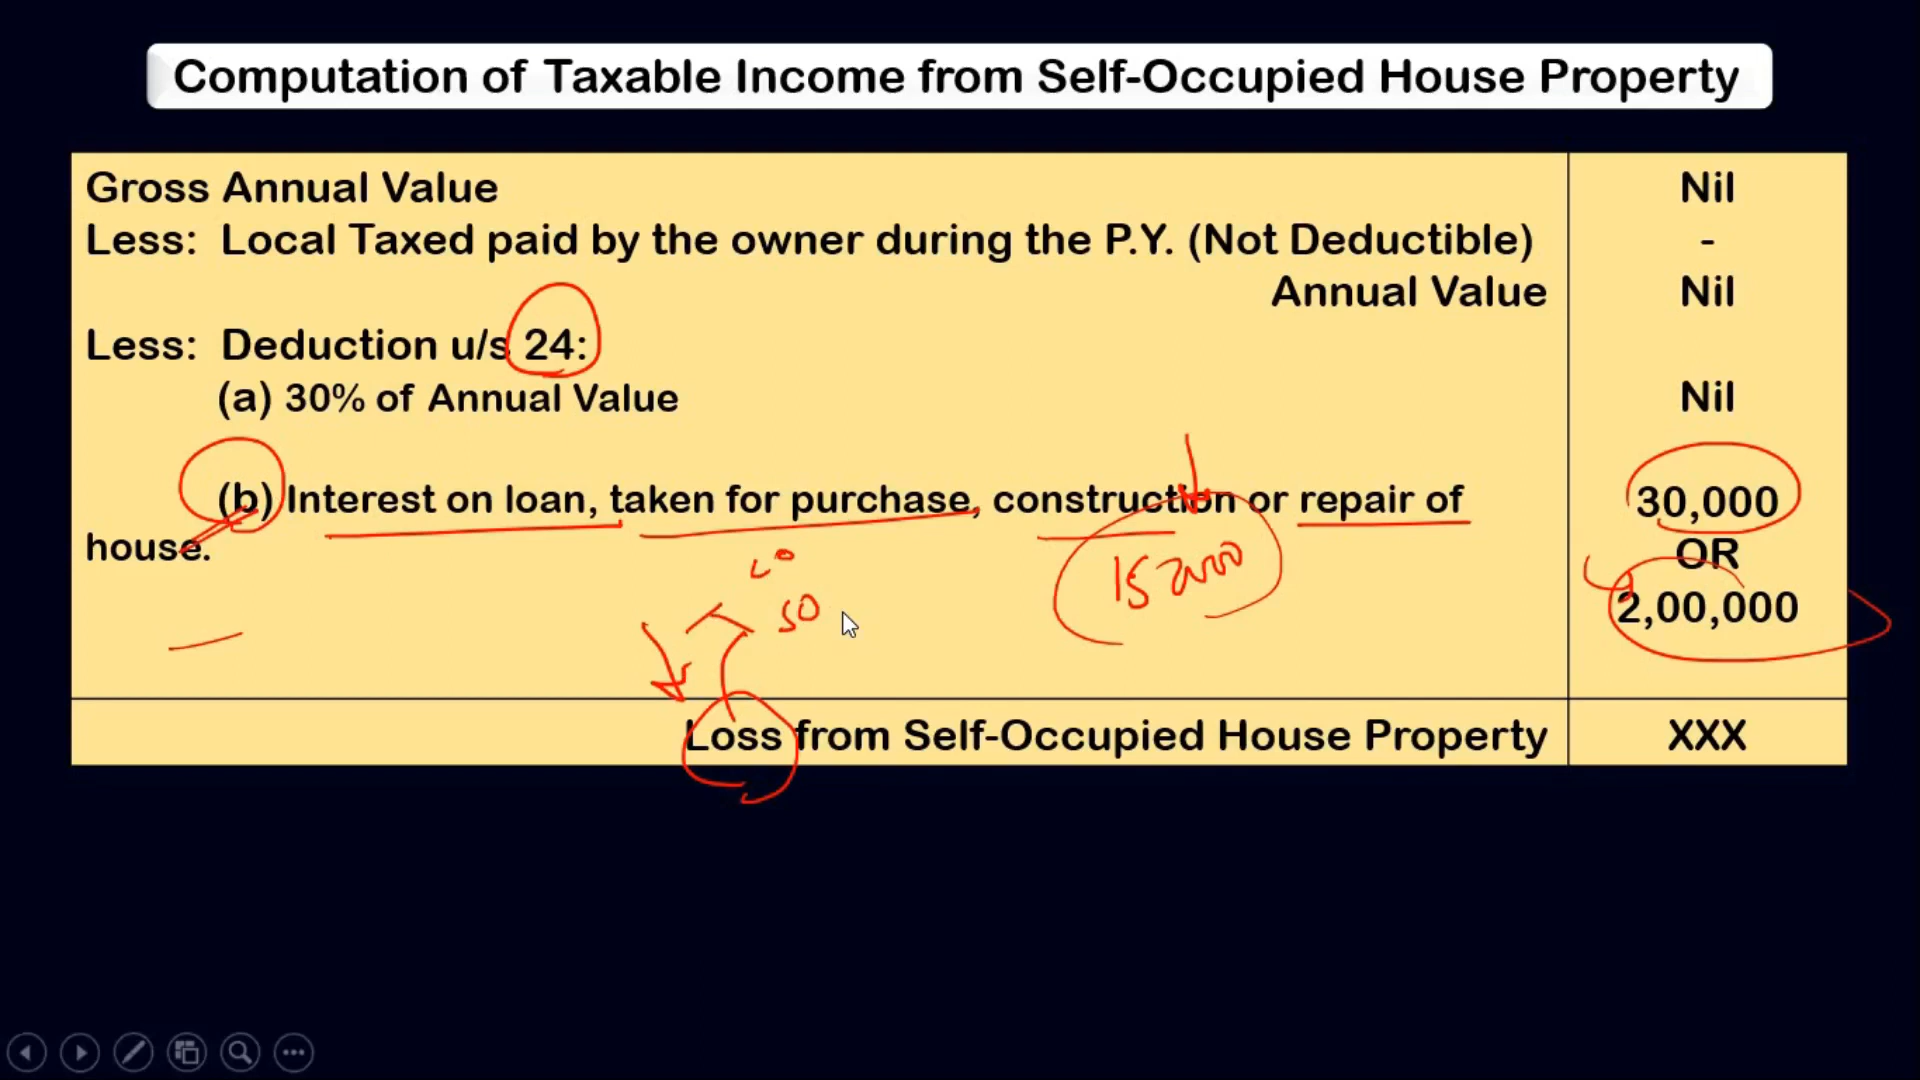 Computation of Taxable Income from Self-Occupied House Property
Gross Annual Value Nil
Less: Local Taxed paid by the owner during the P.Y. (Not Deductible) -
Annual Value Nil
Less: Deduction u/s 24:
(a) 30% of Annual Value Nil
(b) Interest on loan, taken for purchase, construction or repair of 30,000
house. OR
2,00,000
50
Loss from Self-Occupied House Property XXX